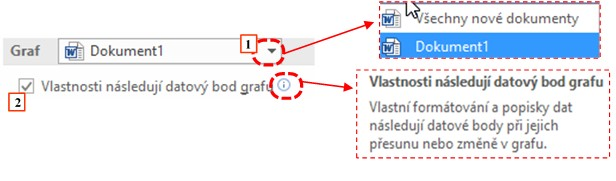 Graf
Dokument1
1
Vlastnosti následují datový bod grafu
2
Všechny nové dokumenty
Dokument1
Vlastnosti následují datový bod grafu
Vlastní formátování a popisky dat
následují datové body při jejich
přesunu nebo změně v grafu.